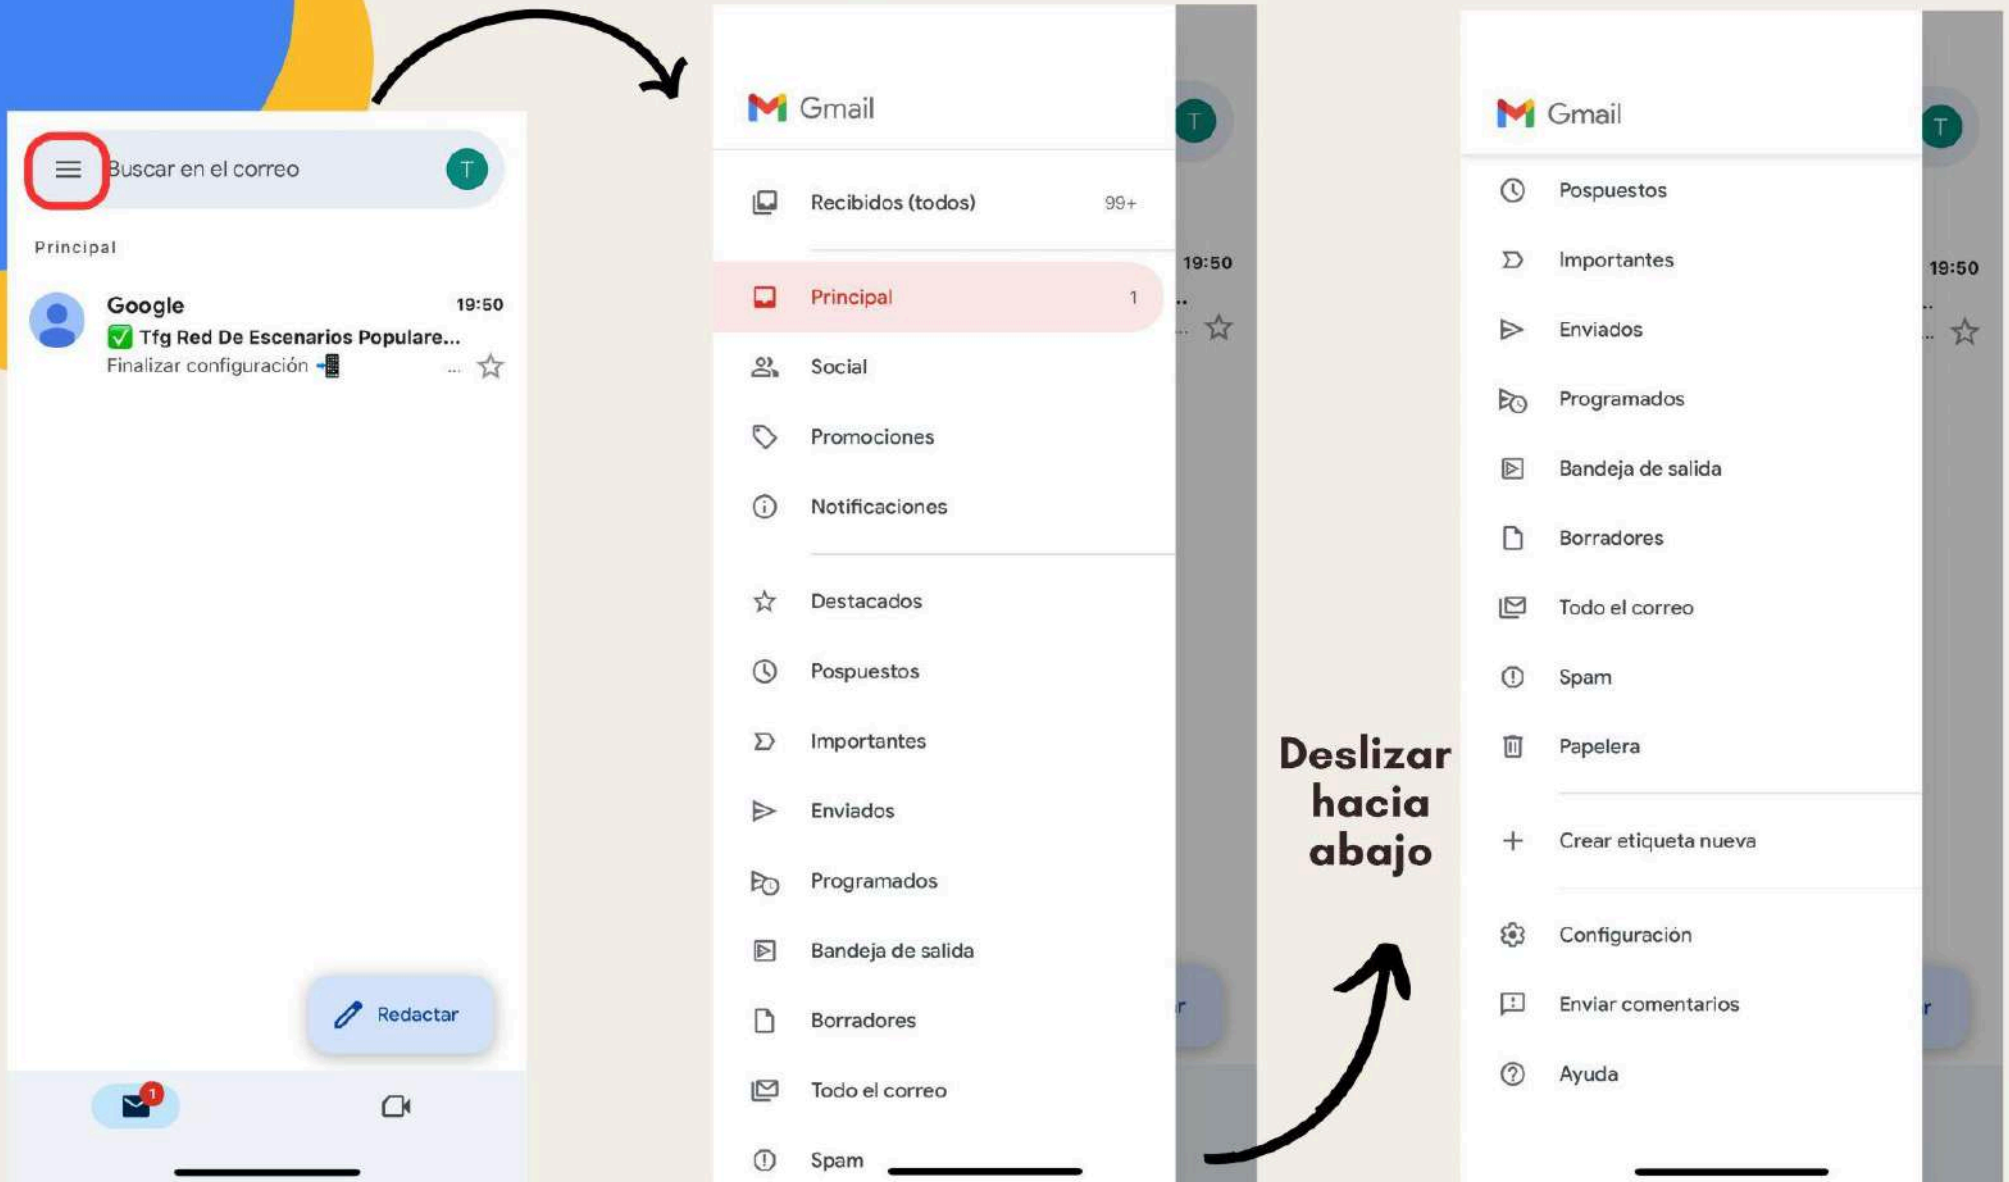 Buscar en el correo
T
Principal
Google
19:50
✅ Tfg Red De Escenarios Populare...
Finalizar configuración 📲
...
Redactar
1
Gmail
T
Recibidos (todos)
99+
19:50
Principal
1
..
...
Social
Promociones
Notificaciones
Destacados
Pospuestos
Importantes
Enviados
Programados
Bandeja de salida
r
Borradores
Todo el correo
Spam
Deslizar
hacia
abajo
Gmail
T
Pospuestos
Importantes
19:50
..
Enviados
...
Programados
Bandeja de salida
Borradores
Todo el correo
Spam
Papelera
Crear etiqueta nueva
Configuración
Enviar comentarios
r
Ayuda